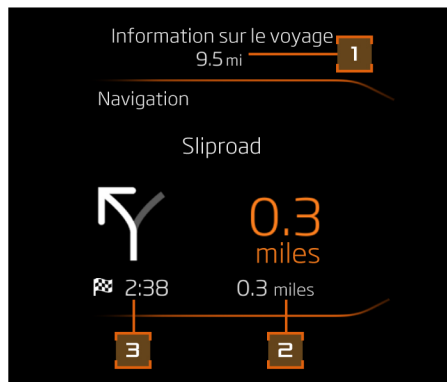 Information sur le voyage
9.5 mi
1
Navigation
Sliproad
0.3
miles
2:38
0.3 miles
3
2